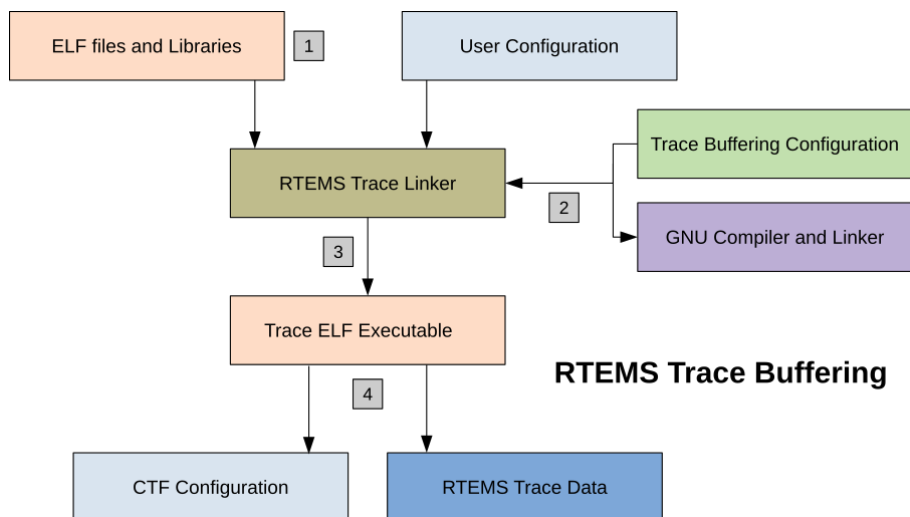 ELF files and Libraries
1
User Configuration
Trace Buffering Configuration
RTEMS Trace Linker
2
GNU Compiler and Linker
3
Trace ELF Executable
RTEMS Trace Buffering
4
CTF Configuration
RTEMS Trace Data